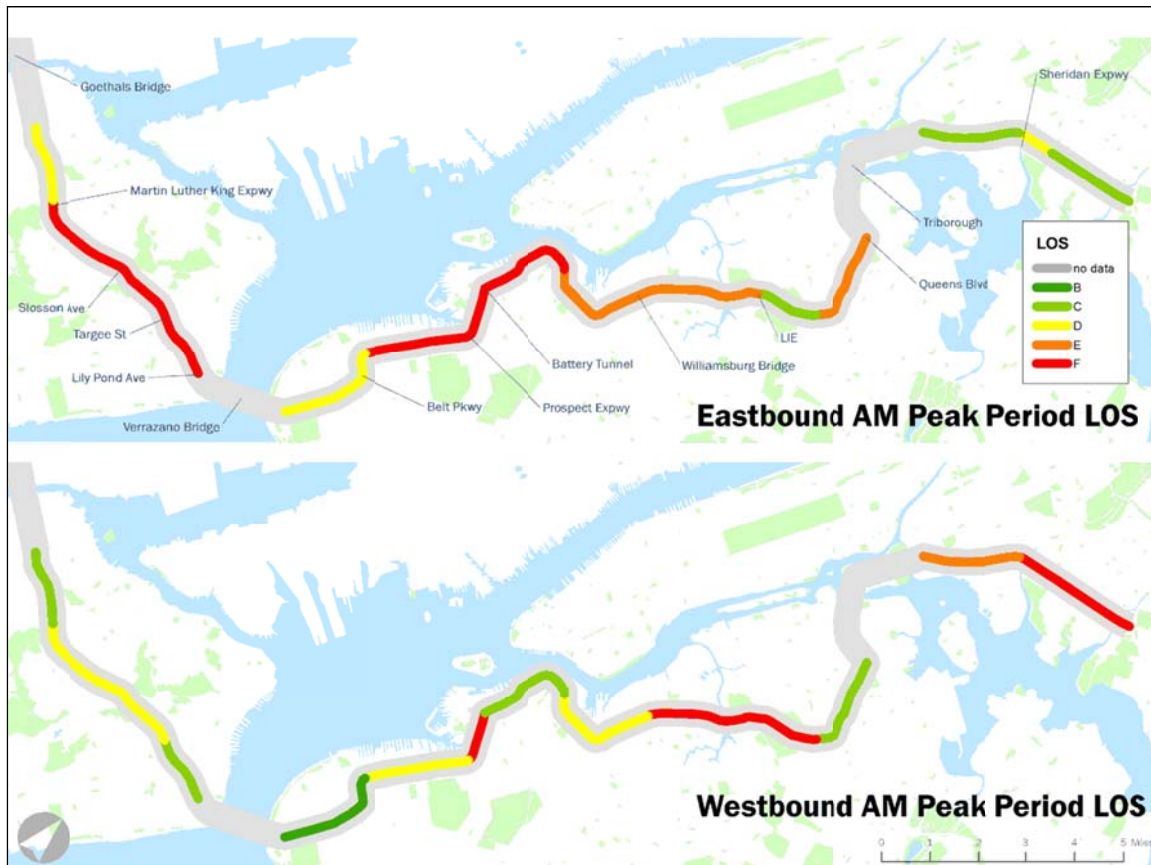 Goethals Bridge
Sheridan Expwy
Martin Luther King Expwy
Triborough
LOS
no data
B
C
D
E
F
Slosson Ave
Queens Blvd
Targee St
LIE
Lily Pond Ave
Battery Tunnel
Williamsburg Bridge
Belt Pkwy
Prospect Expwy
Verrazano Bridge
Eastbound AM Peak Period LOS
Westbound AM Peak Period LOS
0 1 2 3 4 5 Miles